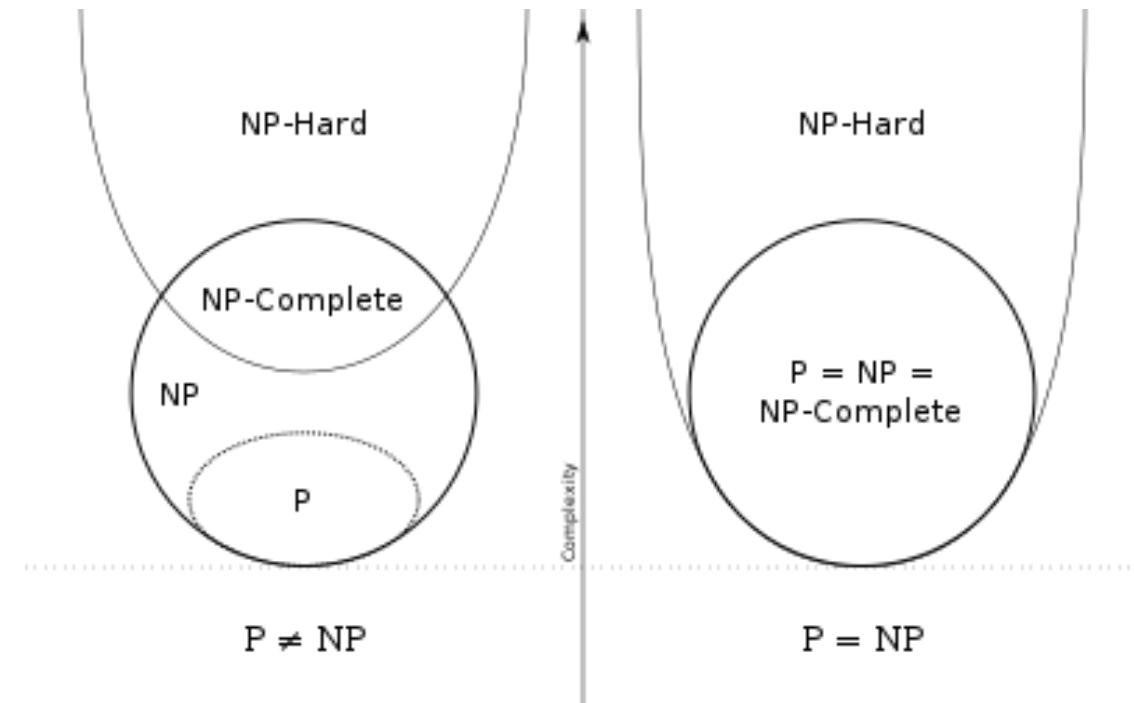 NP-Hard
NP-Complete
NP
P
P ≠ NP
Complexity
NP-Hard
P = NP =
NP-Complete
P = NP